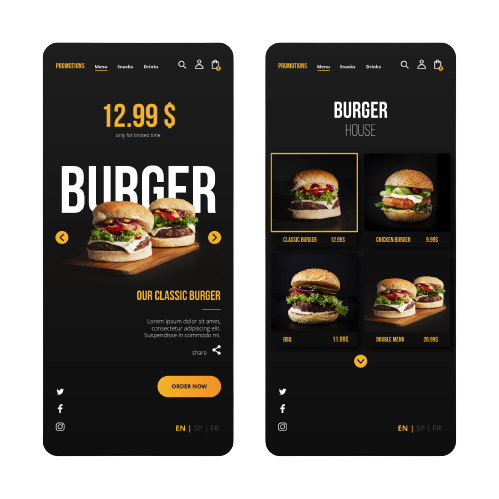 PROMOTIONS Menu Snacks Drinks
12.99 $
only for limited time
BURGER
OUR CLASSIC BURGER
Lorem ipsum dolor sit amet,
consectetur adipiscing elit.
Suspendisse in commodo mi.
share
ORDER NOW
EN | SP | FR
PROMOTIONS Menu Snacks Drinks
BURGER
HOUSE
CLASSIC BURGER 12.99$
CHICKEN BURGER 9.99$
BBQ 11.99$
DOUBLE MENU 20.99$
EN | SP | FR